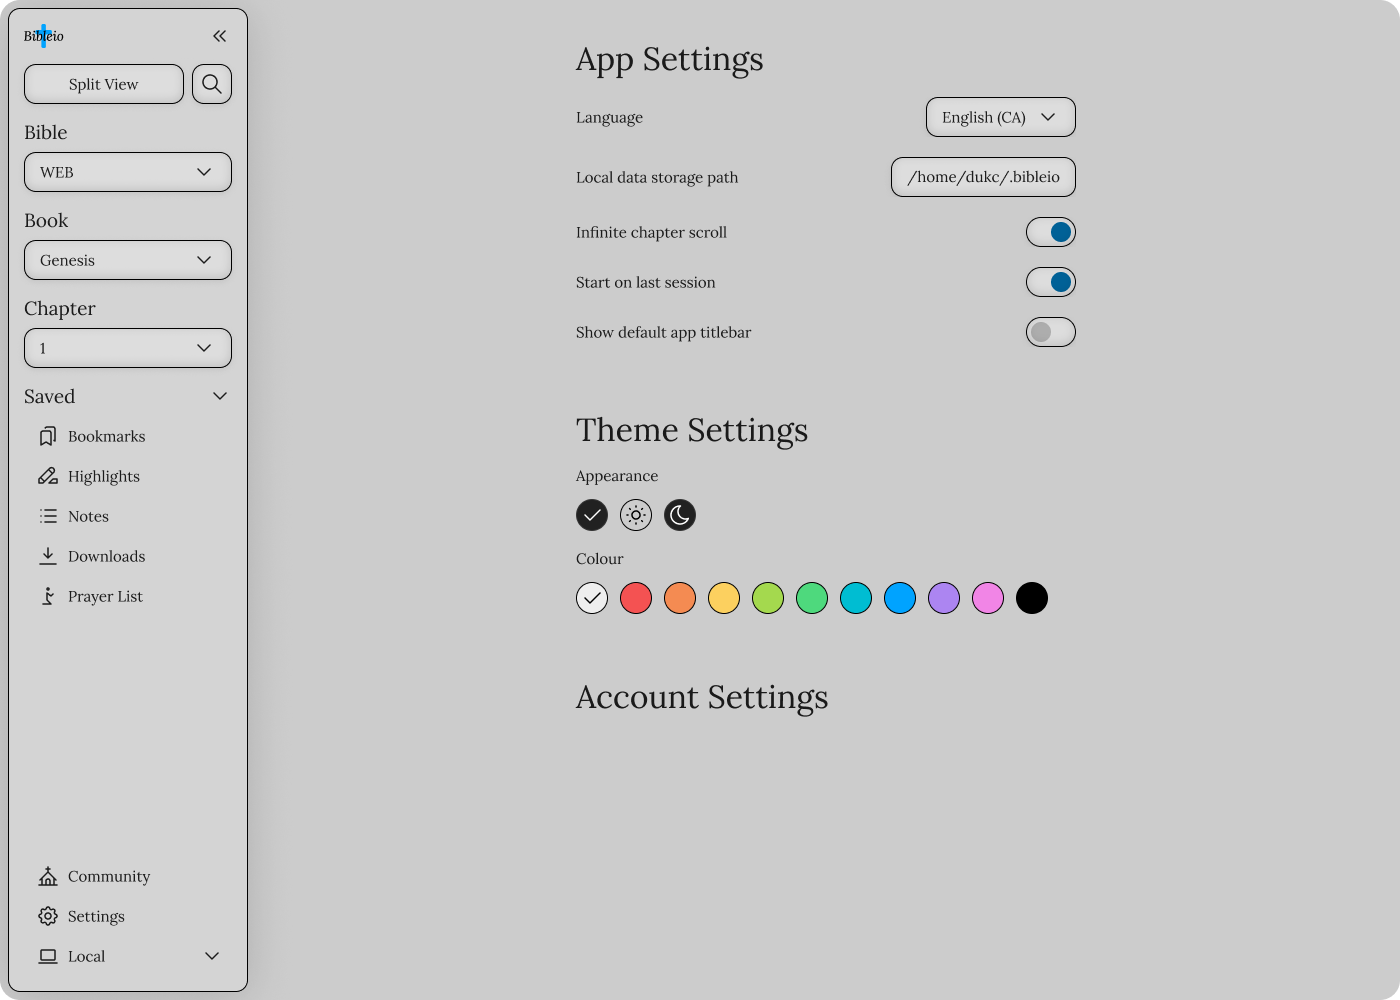 Bibleio
Split View
Bible
WEB
Book
Genesis
Chapter
1
Saved
Bookmarks
Highlights
Notes
Downloads
Prayer List
Community
Settings
Local
App Settings
Language
English (CA)
Local data storage path
/home/dukc/.bibleio
Infinite chapter scroll
Start on last session
Show default app titlebar
Theme Settings
Appearance
Colour
Account Settings